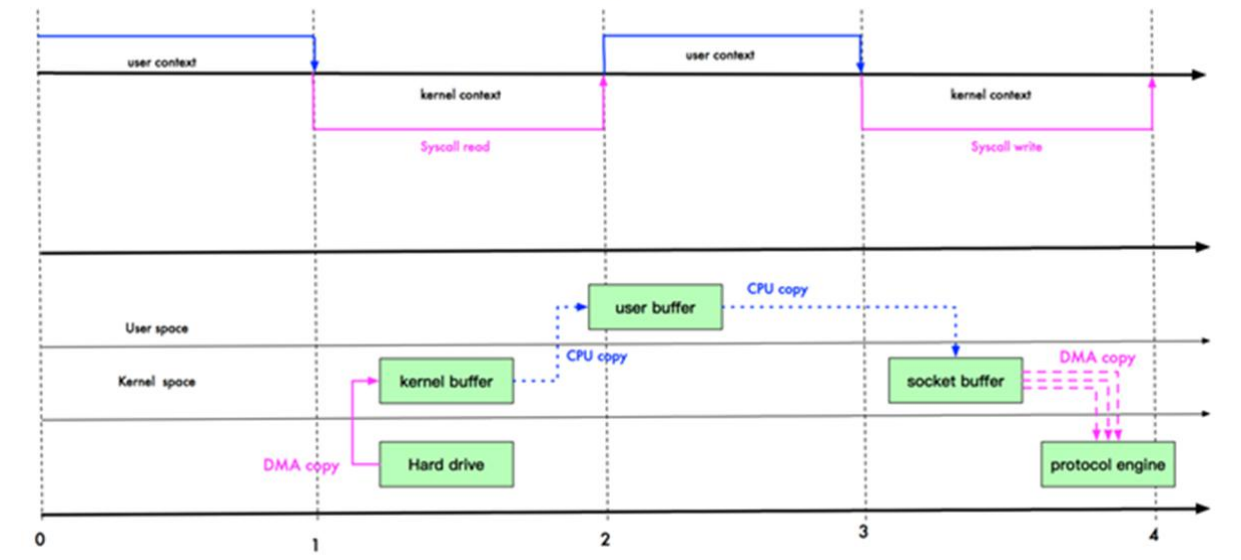 user context
user context
kernel context
kernel context
Syscall read
Syscall write
CPU copy
user buffer
User space
CPU copy
DMA copy
Kernel space
kernel buffer
socket buffer
DMA copy
Hard drive
protocol engine
0
1
2
3
4